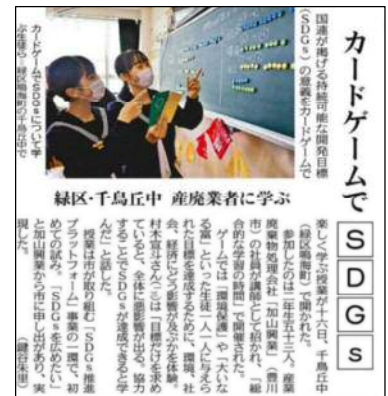 カードゲームで
SDGs
緑区・千鳥丘中 産廃業者に学ぶ
国連が掲げる持続可能な開発目標
(SDGs)の意義をカードゲームで
楽しく学ぶ授業が十六日、千鳥丘中
(緑区鳴海町)で開かれた。
参加したのは二年生五十三人。産業
廃棄物処理会社「加山興業」(豊川
市)の社員が講師として招かれ、「総
合的な学習の時間」で開催された。
ゲームでは「環境保護」や「大いな
る富」といった生徒一人一人に与えら
れた目標を達成するために、環境、社
会、経済にどう影響が及ぶかを体験。
村木宣斗さん は「目標だけを求め
ていると、全体に悪影響が出る。協力
することでSDGsが達成できると学
んだ」と話した。
授業は市が取り組む「SDGs推進
プラットフォーム」事業の一環で、初
めての試み。「SDGsを広めたい」
と加山興業から市に申し出があり、実
現した。 (鍵谷朱里)
カードゲームでSDGsについて学
ぶ生徒ら=緑区鳴海町の千鳥丘中で